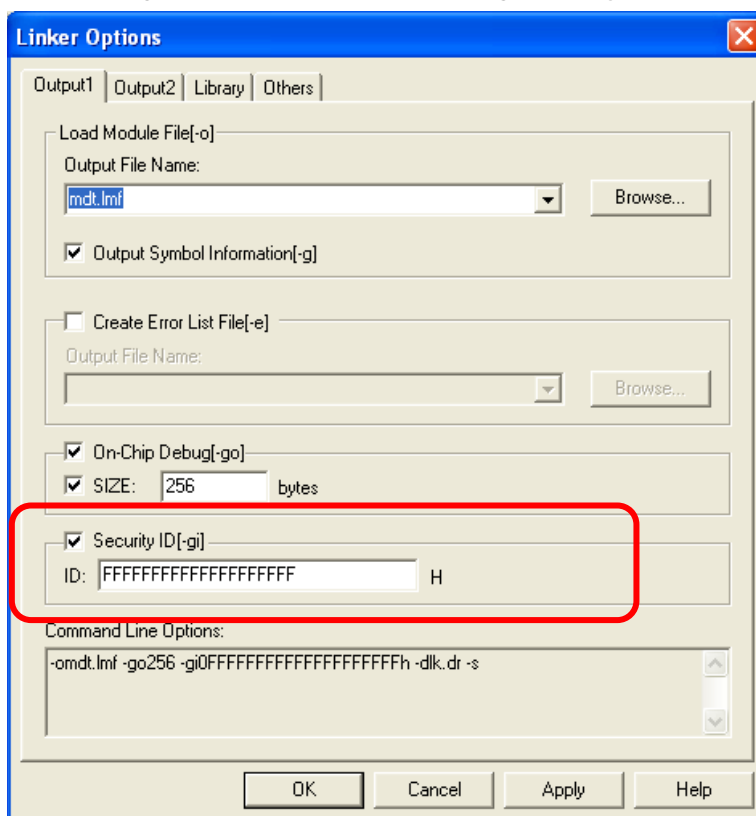 Linker Options
Output1 Output2 Library Others
Load Module File[-o]
Output File Name:
mdt.lmf Browse...
Output Symbol Information[-g]
Create Error List File[-e]
Output File Name:
Browse...
On-Chip Debug[-go]
SIZE: 256 bytes
Security ID[-gi]
ID: FFFFFFFFFFFFFFFFFFFF H
Command Line Options:
-omdt.lmf -go256 -gi0FFFFFFFFFFFFFFFFFFFFh -dlk.dr -s
OK Cancel Apply Help